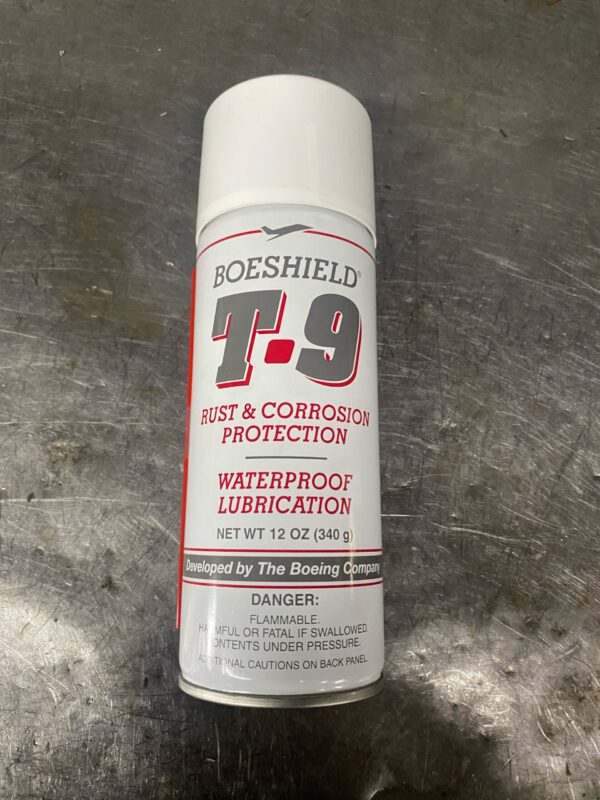 BOESHIELD®
T·9
RUST & CORROSION
PROTECTION
WATERPROOF
LUBRICATION
NET WT 12 OZ (340 g)
Developed by The Boeing Company
DANGER:
FLAMMABLE.
HARMFUL OR FATAL IF SWALLOWED.
CONTENTS UNDER PRESSURE.
ADDITIONAL CAUTIONS ON BACK PANEL.